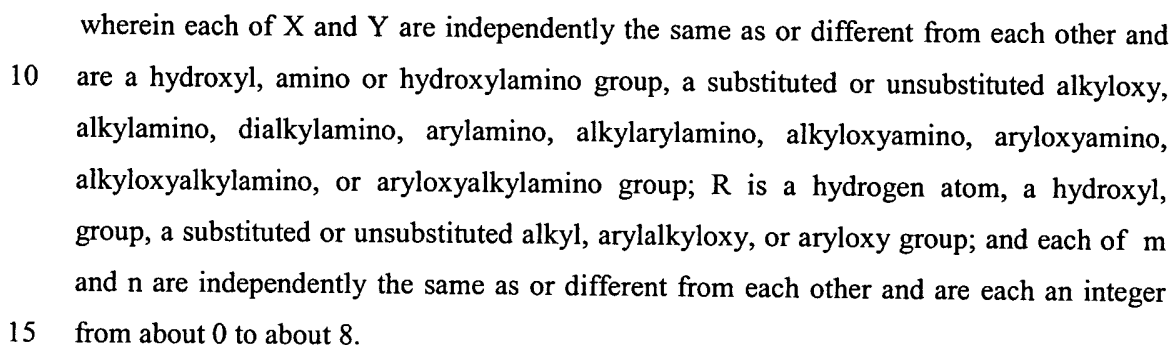 wherein each of X and Y are independently the same as or different from each other and
10 are a hydroxyl, amino or hydroxylamino group, a substituted or unsubstituted alkyloxy,
alkylamino, dialkylamino, arylamino, alkylarylamino, alkyloxyamino, aryloxyamino,
alkyloxyalkylamino, or aryloxyalkylamino group; R is a hydrogen atom, a hydroxyl,
group, a substituted or unsubstituted alkyl, arylalkyloxy, or aryloxy group; and each of m
and n are independently the same as or different from each other and are each an integer
15 from about 0 to about 8.